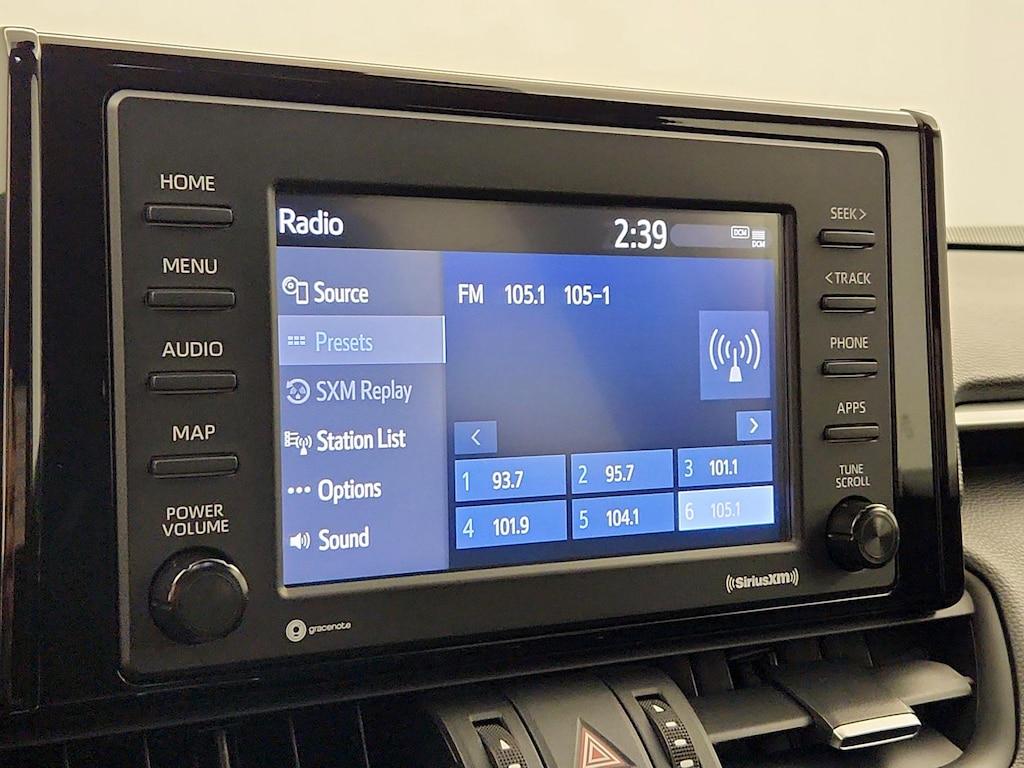 HOME
MENU
AUDIO
MAP
POWER
VOLUME
Radio
2:39
DCM
DCM
Source
Presets
SXM Replay
Station List
Options
Sound
FM 105.1 105-1
<
>
1 93.7
2 95.7
3 101.1
4 101.9
5 104.1
6 105.1
SEEK >
< TRACK
PHONE
APPS
TUNE
SCROLL
gracenote
((SiriusXM))